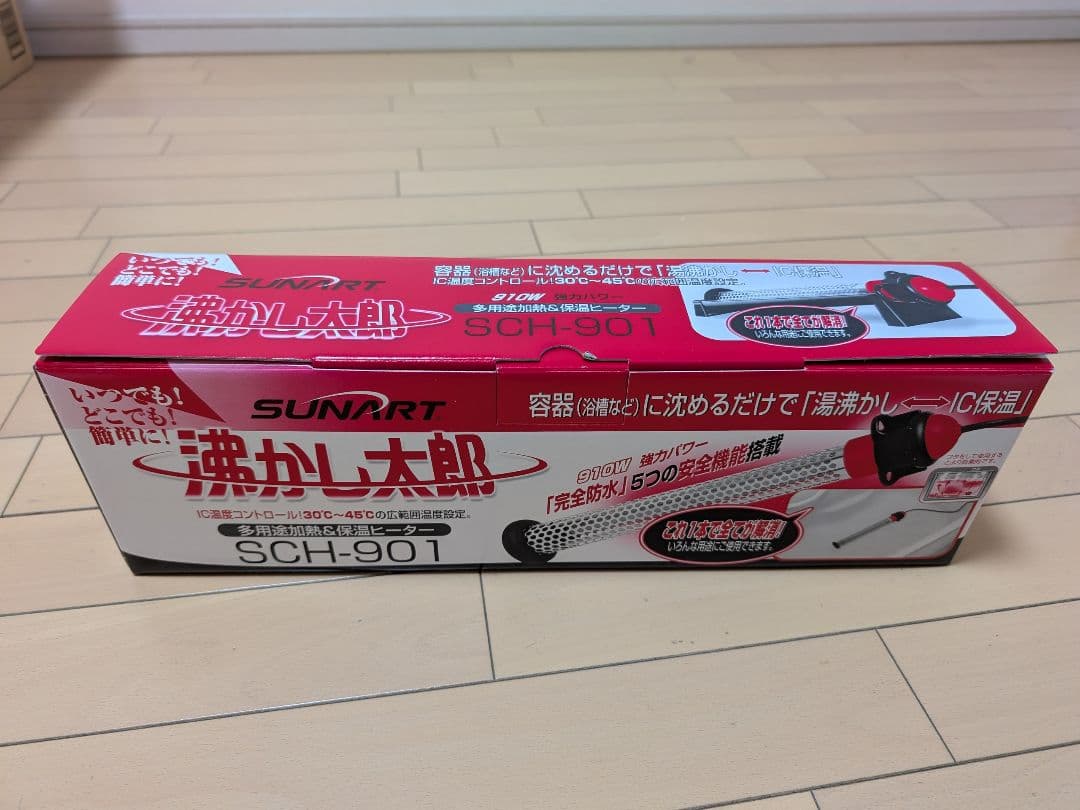 いつでも!
どこでも!
簡単に!
SUNART
沸かし太郎
容器(浴槽など)に沈めるだけで「湯沸かし⟷IC保温」
IC温度コントロール!30℃〜45℃の広範囲温度設定。
910W 強力パワー
多用途加熱&保温ヒーター
SCH-901
これ1本で全てが解消!
いろんな用途にご使用できます。
いつでも!
どこでも!
簡単に!
SUNART
沸かし太郎
IC温度コントロール!30℃〜45℃の広範囲温度設定。
多用途加熱&保温ヒーター
SCH-901
容器(浴槽など)に沈めるだけで「湯沸かし⟷IC保温」
910W 強力パワー
「完全防水」5つの安全機能搭載
これ1本で全てが解消!
いろんな用途にご使用できます。